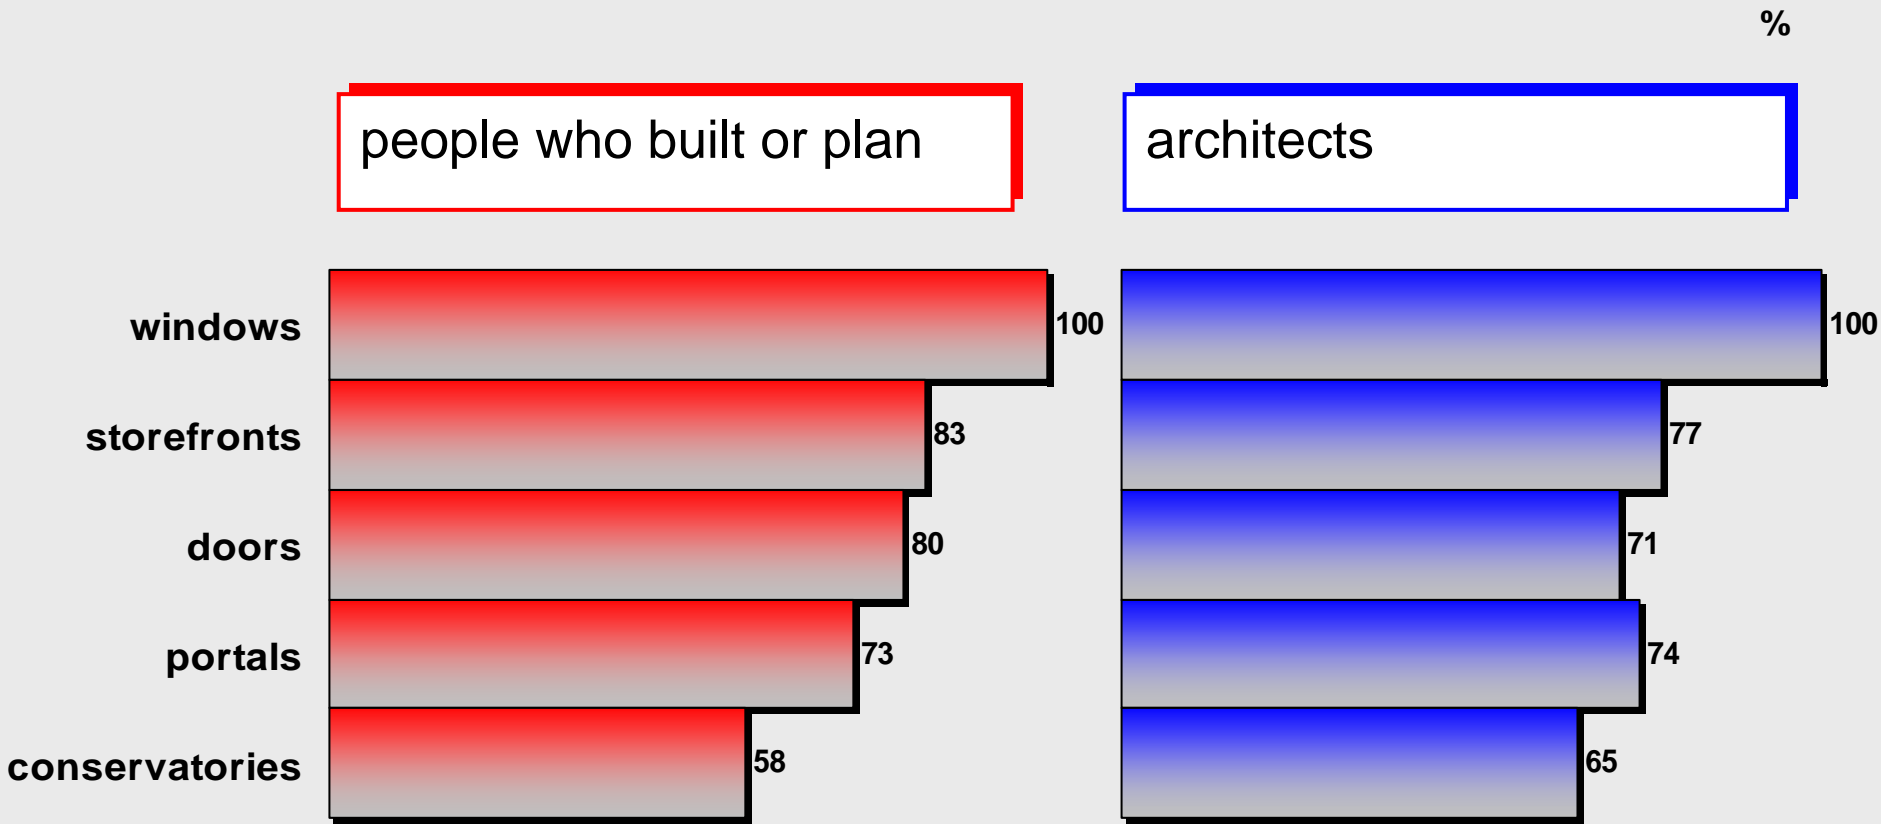 %
people who built or plan
architects
windows 100 100
storefronts 83 77
doors 80 71
portals 73 74
conservatories 58 65